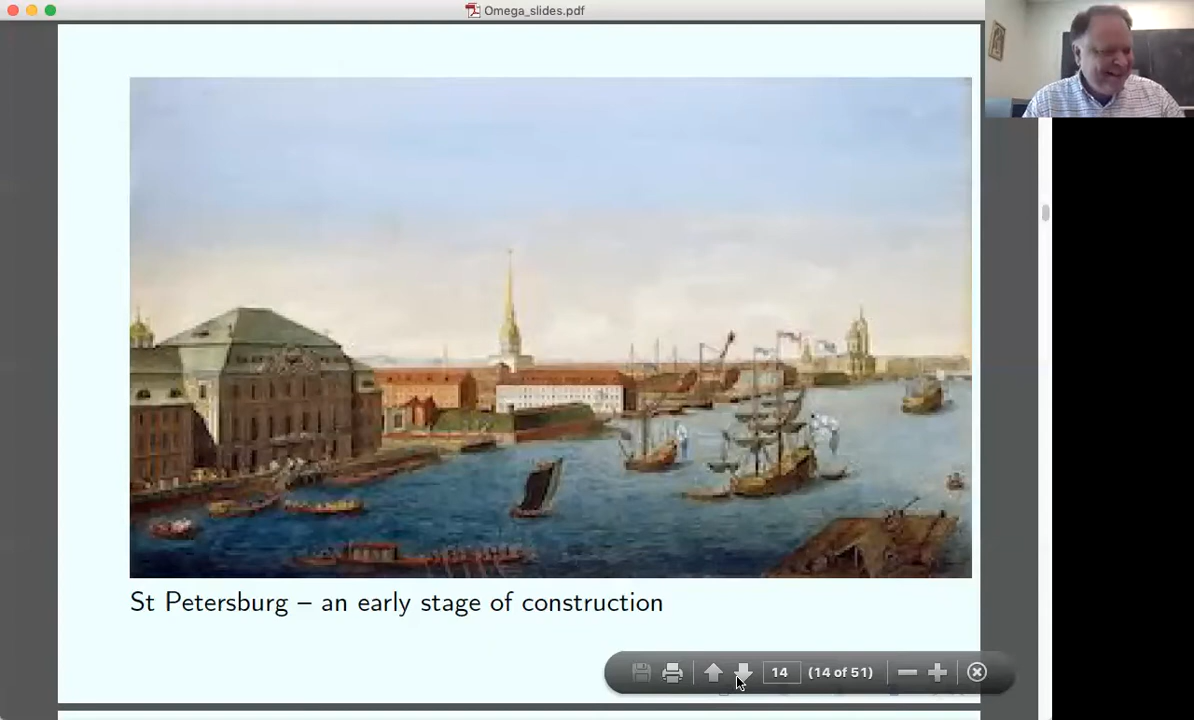 Omega_slides.pdf
St Petersburg – an early stage of construction
14 (14 of 51)